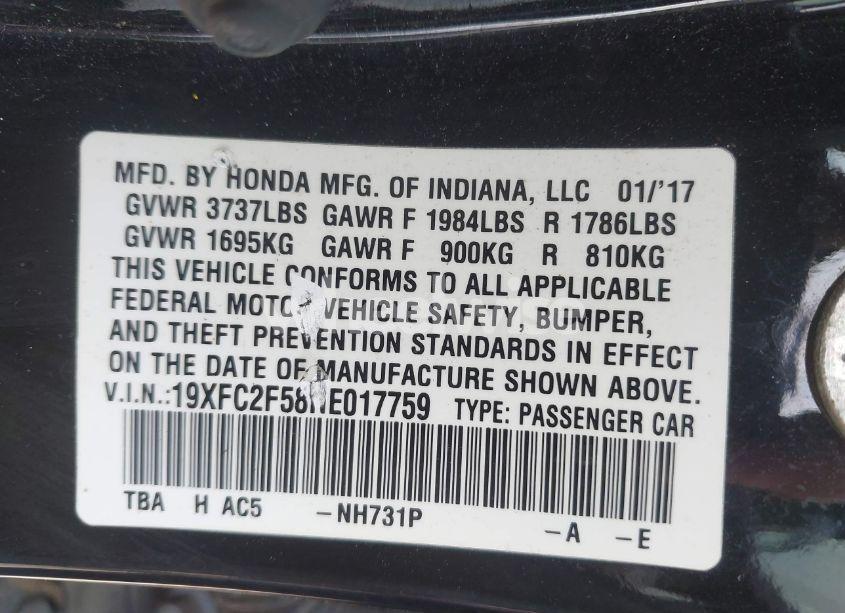 MFD. BY HONDA MFG. OF INDIANA, LLC 01/'17
GVWR 3737LBS GAWR F 1984LBS R 1786LBS
GVWR 1695KG GAWR F 900KG R 810KG
THIS VEHICLE CONFORMS TO ALL APPLICABLE
FEDERAL MOTOR VEHICLE SAFETY, BUMPER,
AND THEFT PREVENTION STANDARDS IN EFFECT
ON THE DATE OF MANUFACTURE SHOWN ABOVE.
V.I.N.:19XFC2F58HE017759 TYPE: PASSENGER CAR
TBA H AC5 -NH731P -A -E